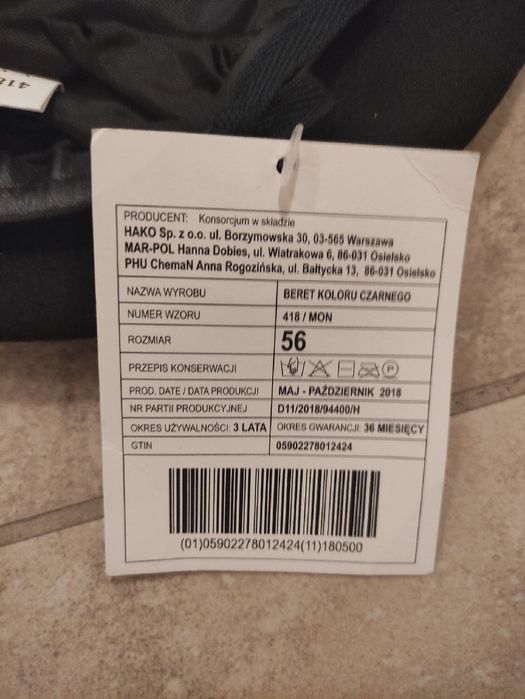 418
PRODUCENT: Konsorcjum w składzie
HAKO Sp. z o.o. ul. Borzymowska 30, 03-565 Warszawa
MAR-POL Hanna Dobies, ul. Wiatrakowa 6, 86-031 Osielsko
PHU ChemaN Anna Rogozińska, ul. Bałtycka 13, 86-031 Osielsko
NAZWA WYROBU BERET KOLORU CZARNEGO
NUMER WZORU 418 / MON
ROZMIAR 56
PRZEPIS KONSERWACJI P
PROD. DATE / DATA PRODUKCJI MAJ - PAŹDZIERNIK 2018
NR PARTII PRODUKCYJNEJ D11/2018/94400/H
OKRES UŻYWALNOŚCI: 3 LATA OKRES GWARANCJI: 36 MIESIĘCY
GTIN 05902278012424
(01)05902278012424(11)180500